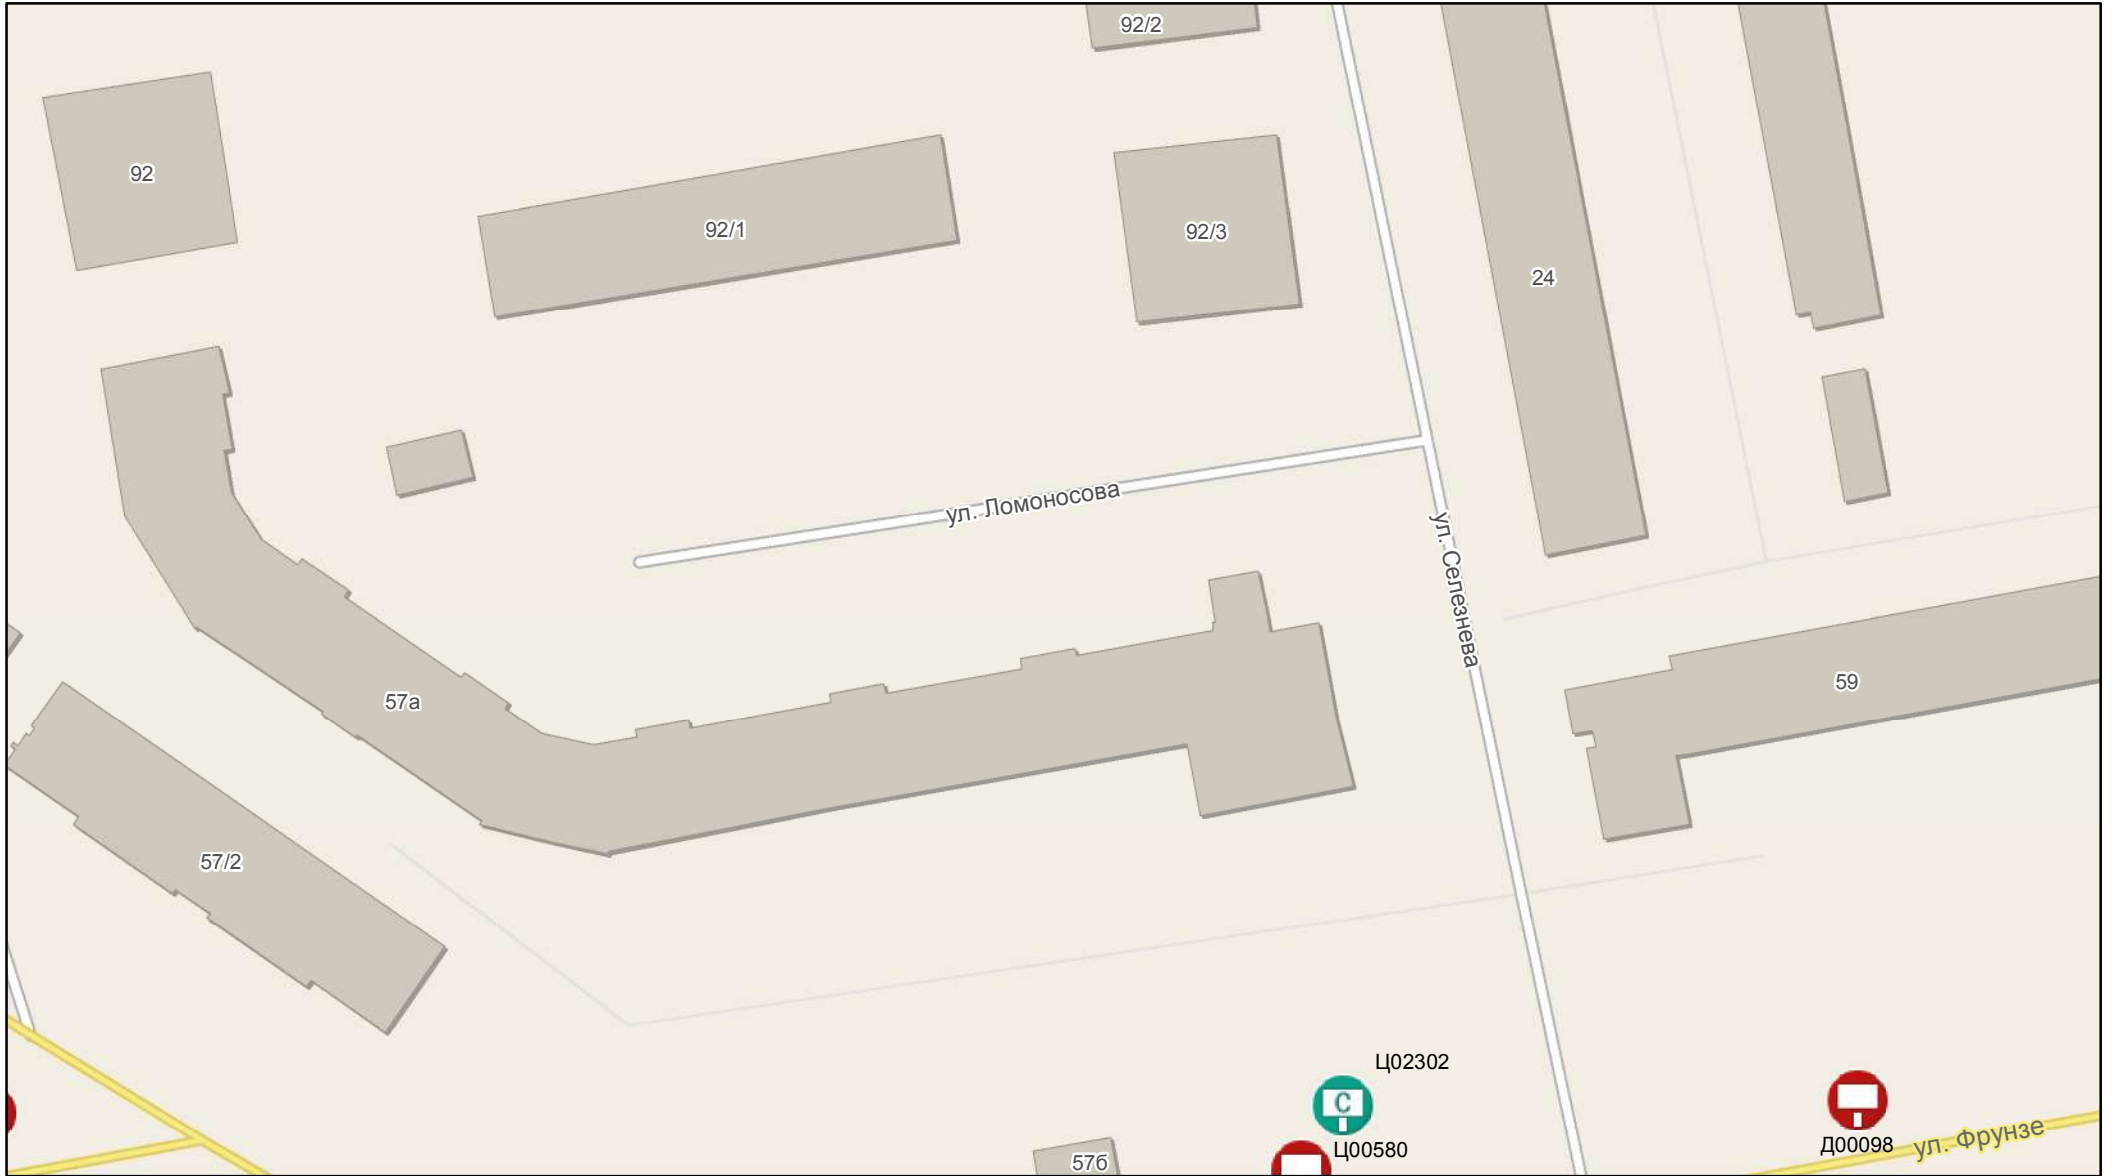 92/2
92
92/1
92/3
24
ул. Ломоносова
ул. Селезнева
57а
59
57/2
Ц02302
С
Ц00580
Д00098
ул. Фрунзе
57б